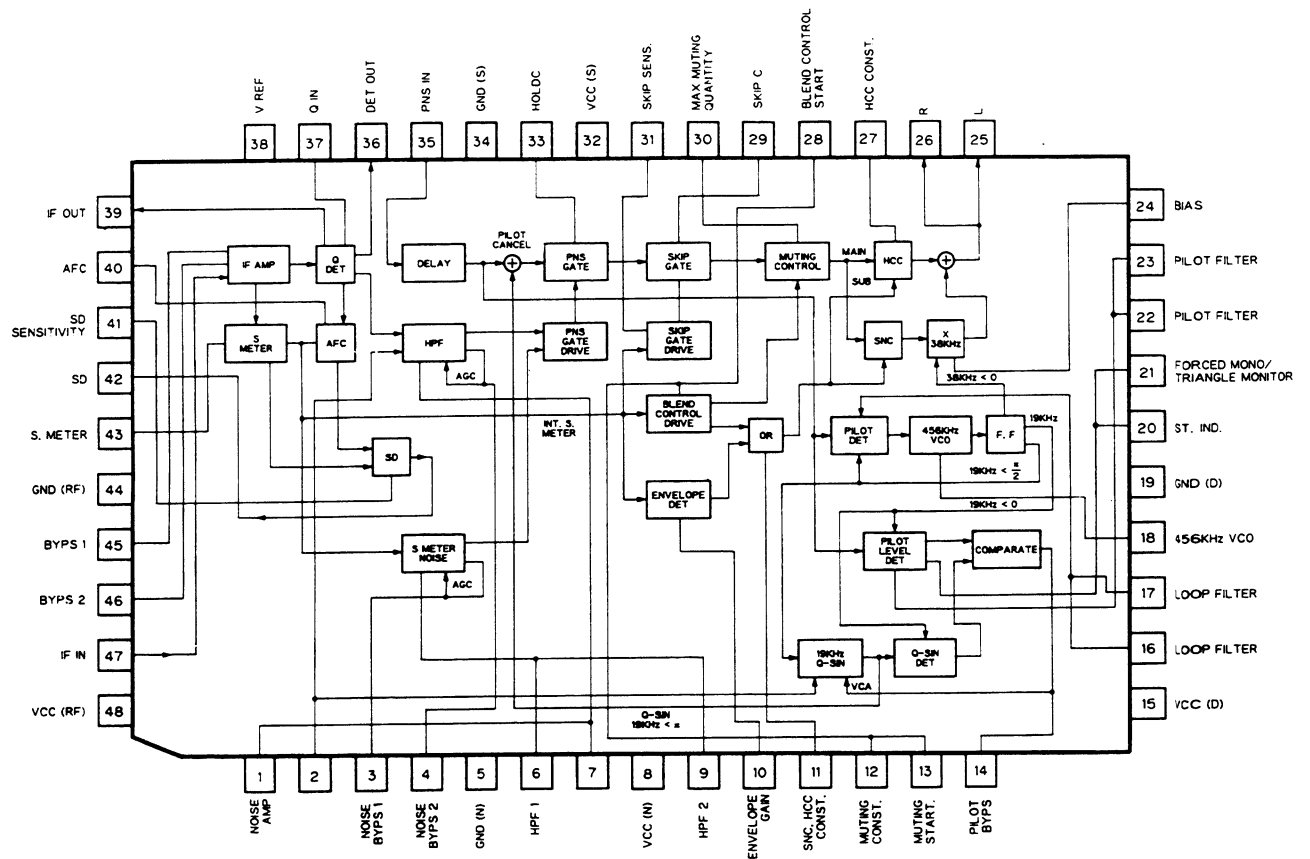 V REF
Q IN
DET OUT
PNS IN
GND (S)
HOLDC
VCC (S)
SKIP SENS.
MAX MUTING
QUANTITY
SKIP C
BLEND CONTROL
START
HCC CONST.
R
L
38
37
36
35
34
33
32
31
30
29
28
27
26
25
IF OUT
39
AFC
40
SD
SENSITIVITY
41
SD
42
S. METER
43
GND (RF)
44
BYPS 1
45
BYPS 2
46
IF IN
47
VCC (RF)
48
24
BIAS
23
PILOT FILTER
22
PILOT FILTER
21
FORCED MONO/
TRIANGLE MONITOR
20
ST. IND.
19
GND (D)
18
456KHz VCO
17
LOOP FILTER
16
LOOP FILTER
15
VCC (D)
IF AMP
Q
DET
DELAY
PILOT
CANCEL
PNS
GATE
SKIP
GATE
MUTING
CONTROL
MAIN
SUB
HCC
S
METER
AFC
HPF
AGC
PNS
GATE
DRIVE
SKIP
GATE
DRIVE
SNC
X
38KHz
38KHz < 0
BLEND
CONTROL
DRIVE
INT. S.
METER
OR
PILOT
DET
456KHz
VCO
F. F
19KHz
19KHz < π/2
19KHz < 0
SD
ENVELOPE
DET
S METER
NOISE
AGC
PILOT
LEVEL
DET
COMPARATE
19KHz
Q-SIN
Q-SIN
DET
VCA
Q-SIN
19KHz < π
1
2
3
4
5
6
7
8
9
10
11
12
13
14
NOISE
AMP
NOISE
BYPS 1
NOISE
BYPS 2
GND (N)
HPF 1
VCC (N)
HPF 2
ENVELOPE
GAIN
SNC, HCC
CONST.
MUTING
CONST.
MUTING
START.
PILOT
BYPS